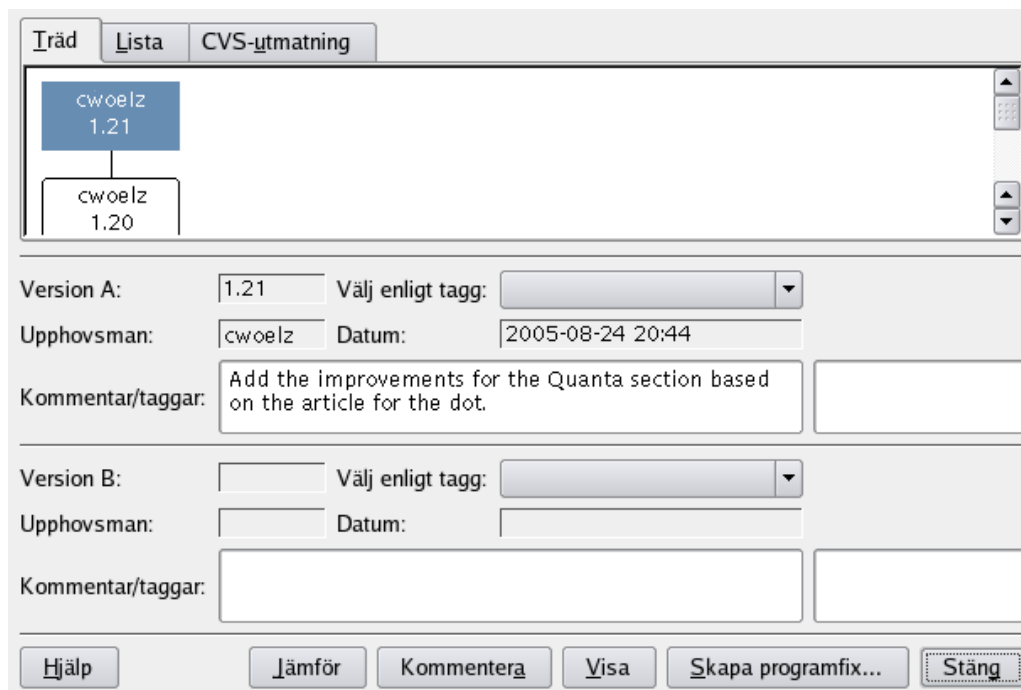 Träd Lista CVS-utmatning
cwoelz
1.21
cwoelz
1.20
Version A: 1.21 Välj enligt tagg:
Upphovsman: cwoelz Datum: 2005-08-24 20:44
Kommentar/taggar: Add the improvements for the Quanta section based
on the article for the dot.
Version B: Välj enligt tagg:
Upphovsman: Datum:
Kommentar/taggar:
Hjälp Jämför Kommentera Visa Skapa programfix... Stäng